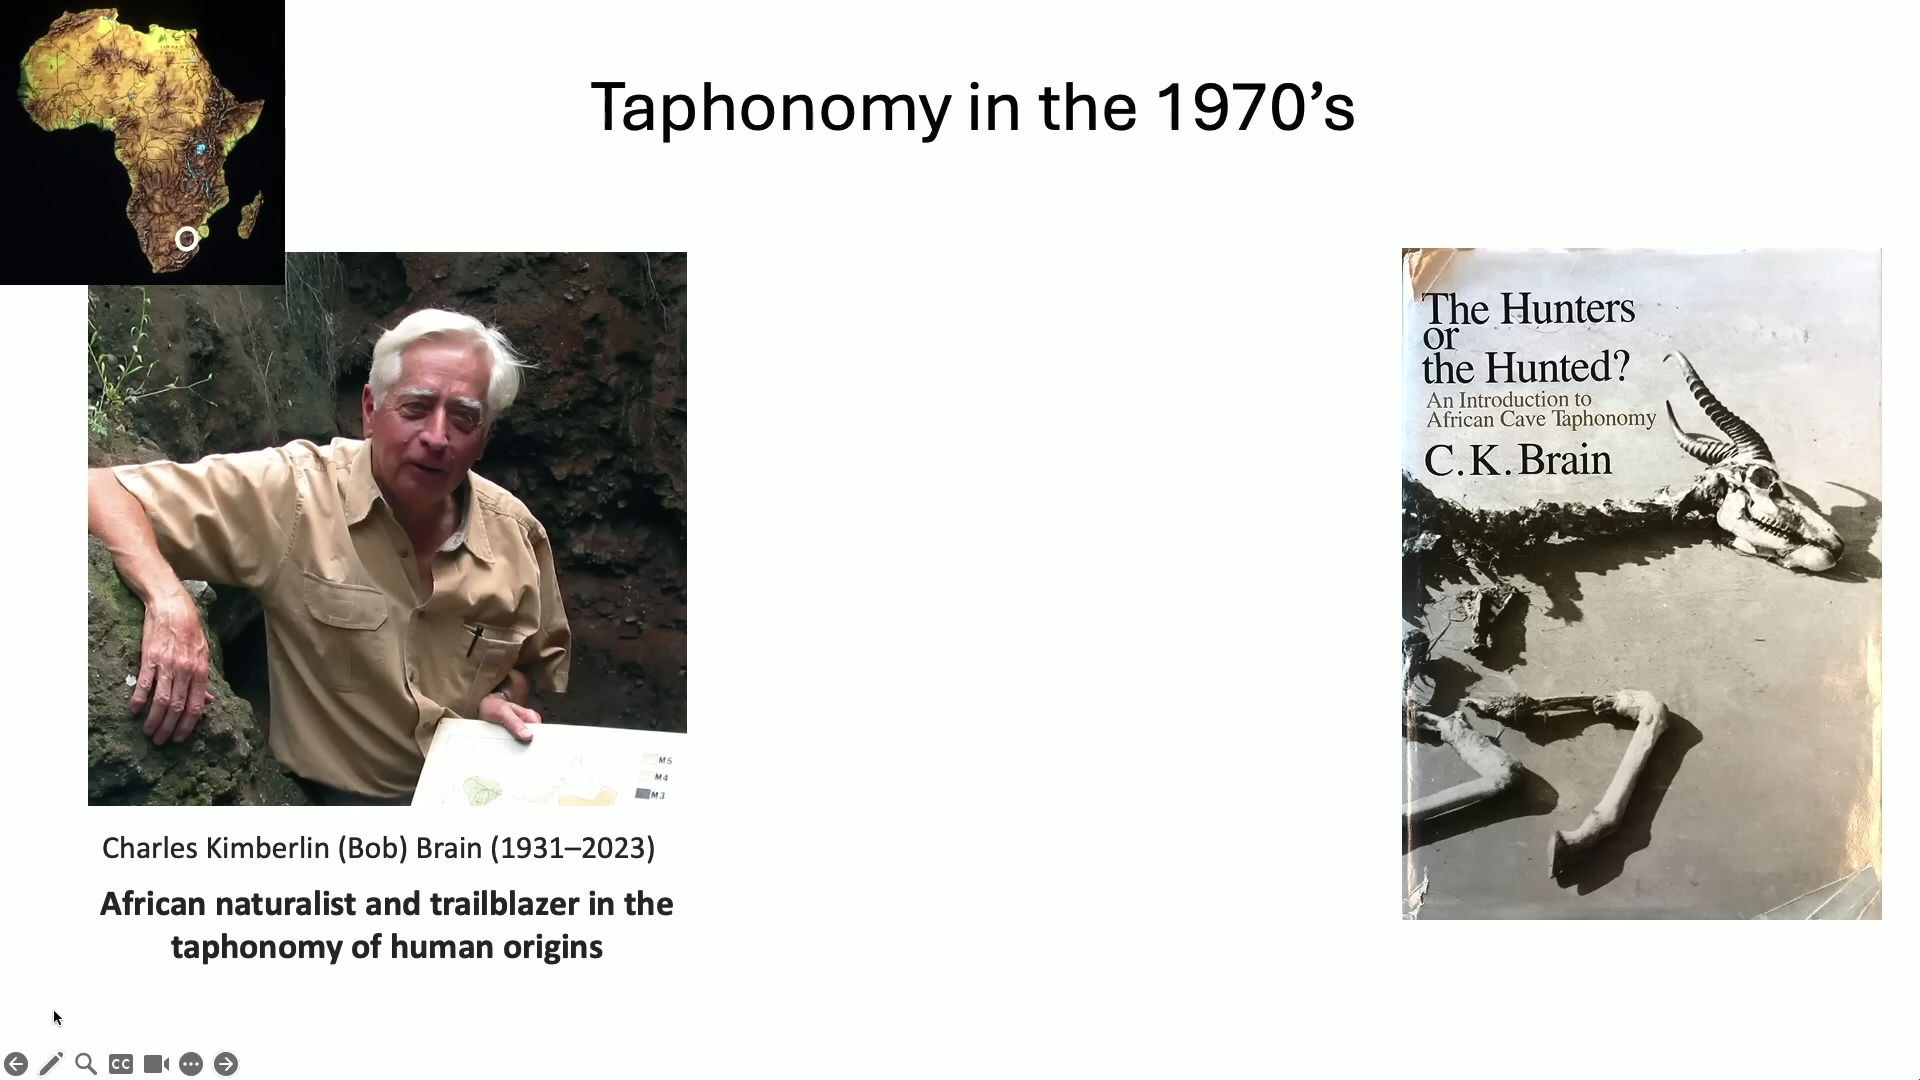 Taphonomy in the 1970’s
The Hunters
or
the Hunted?
An Introduction to
African Cave Taphonomy
C. K. Brain
M5
M4
M3
Charles Kimberlin (Bob) Brain (1931–2023)
African naturalist and trailblazer in the
taphonomy of human origins
CC